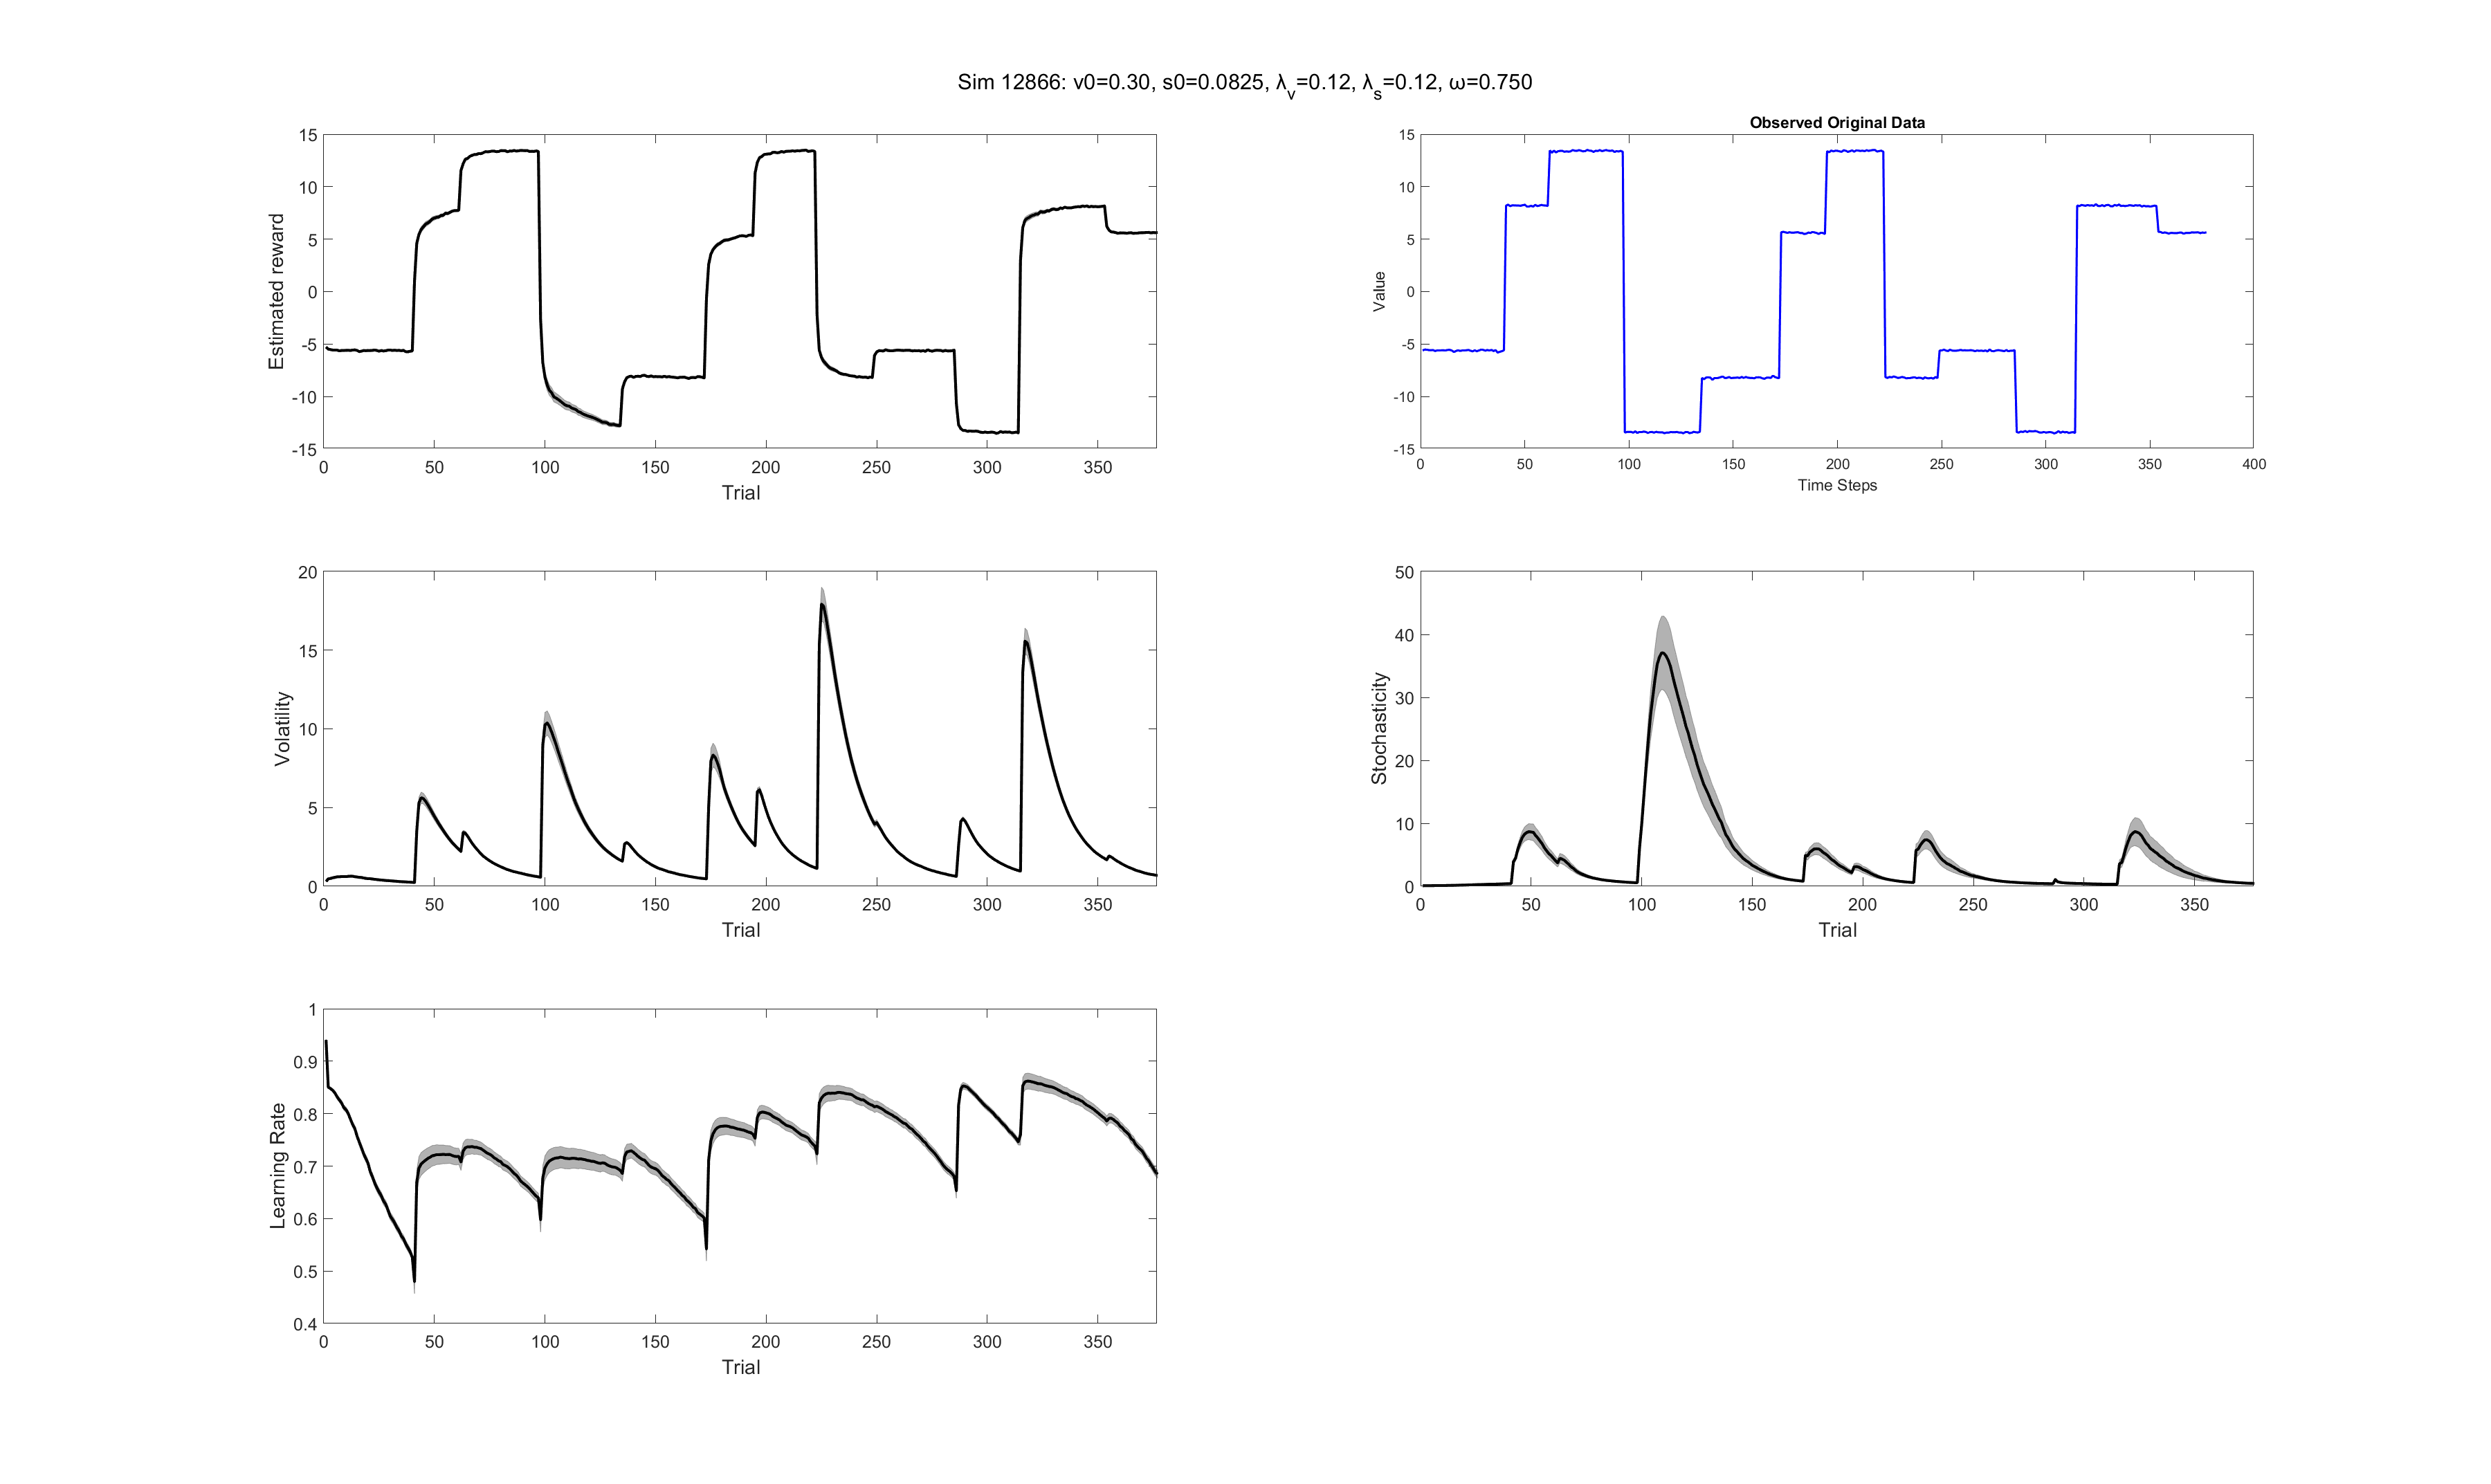 Sim 12866: v0=0.30, s0=0.0825, λv=0.12, λs=0.12, ω=0.750
15
10
5
0
-5
-10
-15
Estimated reward
0 50 100 150 200 250 300 350
Trial
Observed Original Data
15
10
5
0
-5
-10
-15
Value
0 50 100 150 200 250 300 350 400
Time Steps
20
15
10
5
0
Volatility
0 50 100 150 200 250 300 350
Trial
50
40
30
20
10
0
Stochasticity
0 50 100 150 200 250 300 350
Trial
1
0.9
0.8
0.7
0.6
0.5
0.4
Learning Rate
0 50 100 150 200 250 300 350
Trial